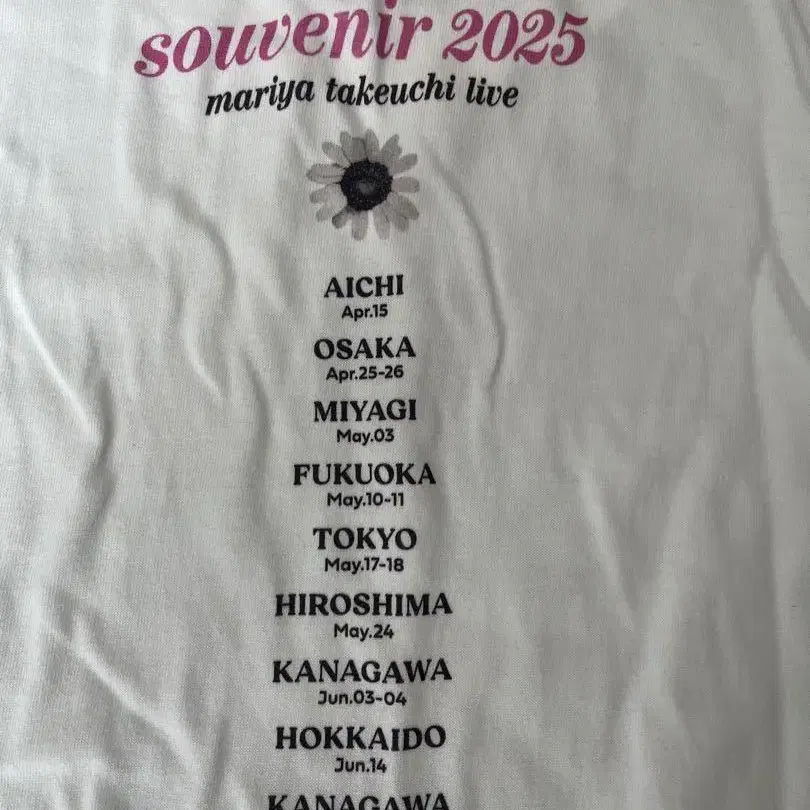 souvenir 2025
mariya takeuchi live
AICHI
Apr.15
OSAKA
Apr.25-26
MIYAGI
May.03
FUKUOKA
May.10-11
TOKYO
May.17-18
HIROSHIMA
May.24
KANAGAWA
Jun.03-04
HOKKAIDO
Jun.14
KANAGAWA